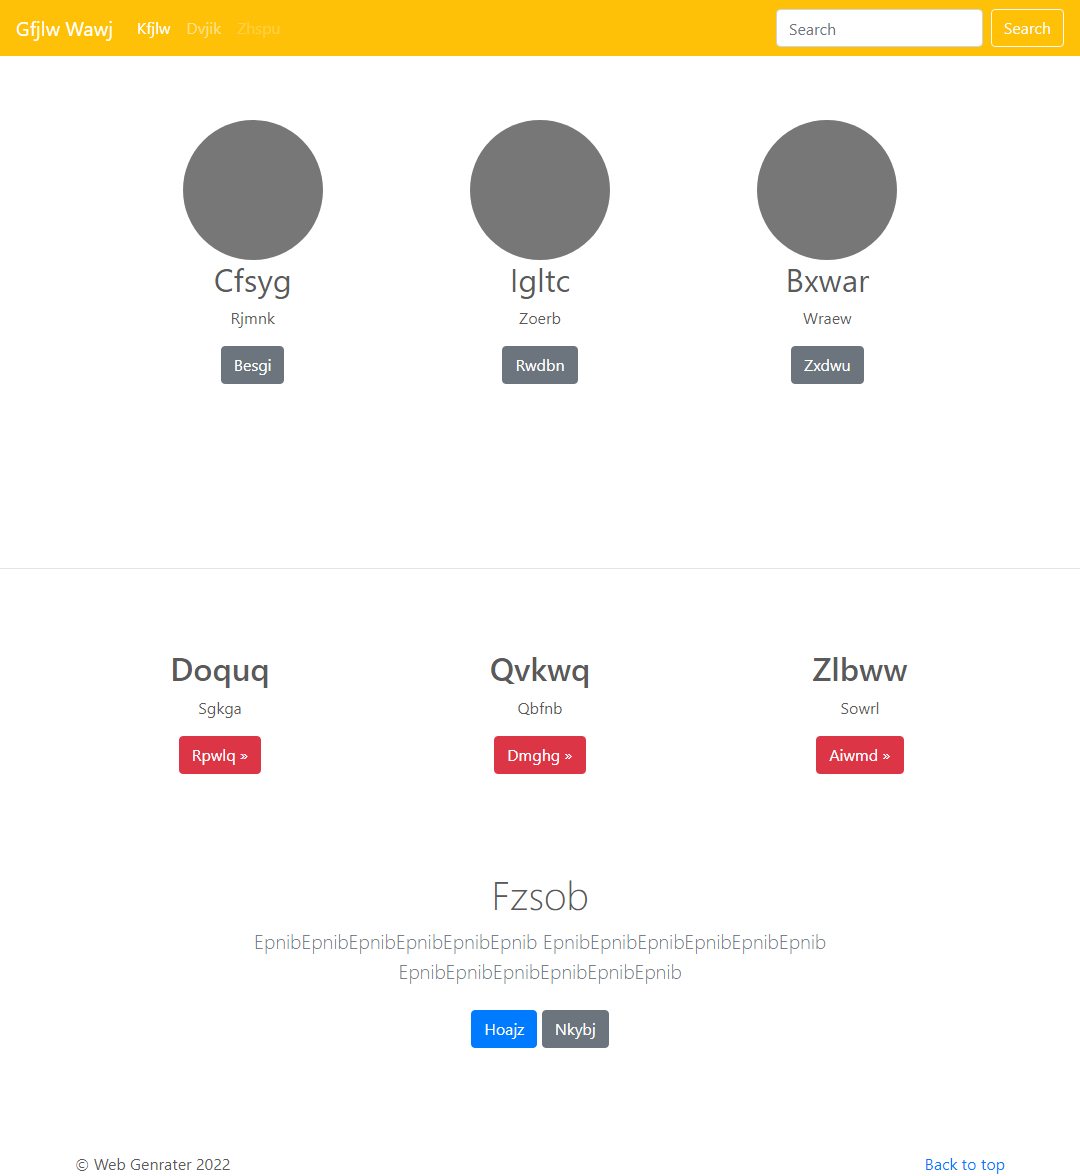 Gfjlw Wawj Kfjlw Dvjik Zhspu Search Search
Cfsyg Igltc Bxwar
Rjmnk Zoerb Wraew
Besgi Rwdbn Zxdwu
Doquq Qvkwq Zlbww
Sgkga Qbfnb Sowrl
Rpwlq » Dmghg » Aiwmd »
Fzsob
EpnibEpnibEpnibEpnibEpnibEpnib EpnibEpnibEpnibEpnibEpnibEpnib
EpnibEpnibEpnibEpnibEpnibEpnib
Hoajz Nkybj
© Web Genrater 2022 Back to top